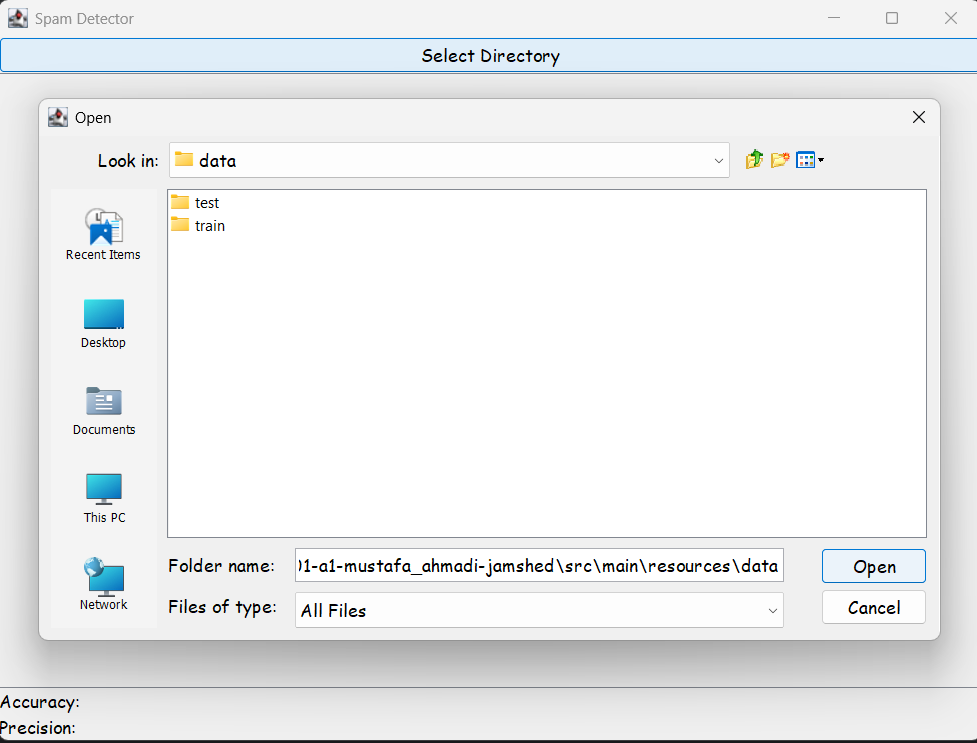 Spam Detector
Select Directory
Open
Look in: data
test
train
Recent Items
Desktop
Documents
This PC
Network
Folder name: 1-a1-mustafa_ahmadi-jamshed\src\main\resources\data Open
Files of type: All Files Cancel
Accuracy:
Precision: